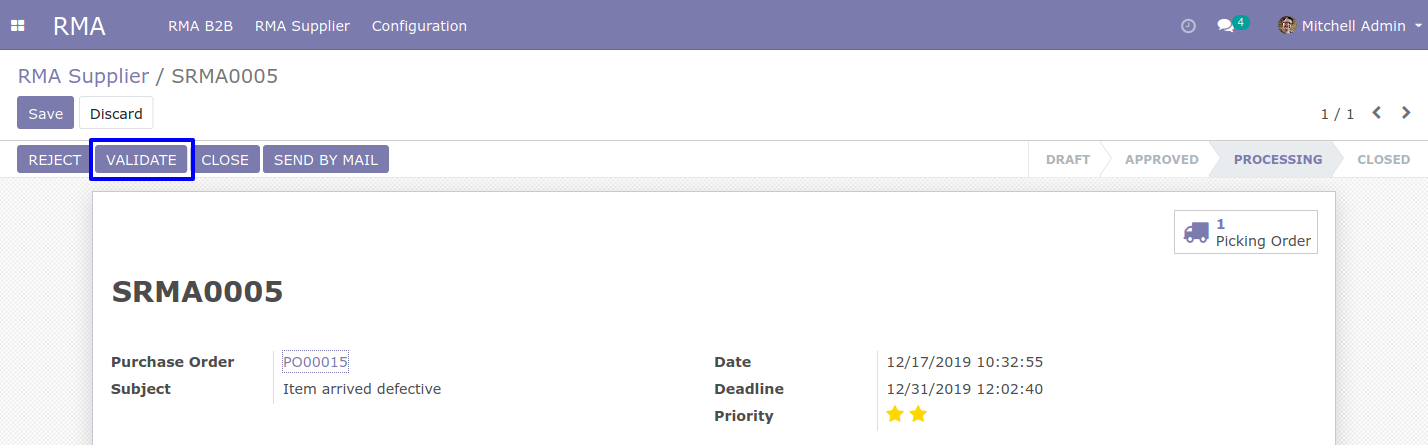 RMA RMA B2B RMA Supplier Configuration 4 Mitchell Admin
RMA Supplier / SRMA0005
Save Discard 1 / 1
REJECT VALIDATE CLOSE SEND BY MAIL DRAFT APPROVED PROCESSING CLOSED
1
Picking Order
SRMA0005
Purchase Order PO00015 Date 12/17/2019 10:32:55
Subject Item arrived defective Deadline 12/31/2019 12:02:40
Priority